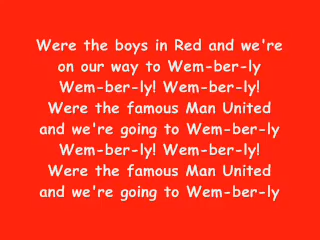 Were the boys in Red and we're
on our way to Wem-ber-ly
Wem-ber-ly! Wem-ber-ly!
Were the famous Man United
and we're going to Wem-ber-ly
Wem-ber-ly! Wem-ber-ly!
Were the famous Man United
and we're going to Wem-ber-ly